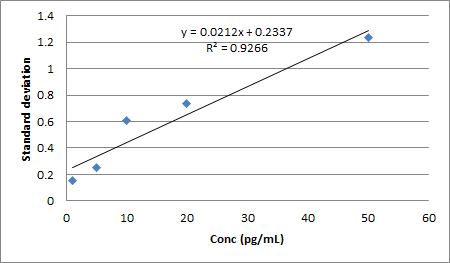 y = 0.0212x + 0.2337
R² = 0.9266
1.4
1.2
1
0.8
0.6
0.4
0.2
0
Standard deviation
0 10 20 30 40 50 60
Conc (pg/mL)